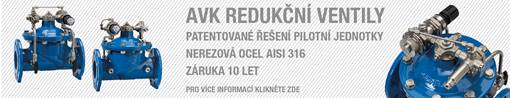 AVK REDUKČNÍ VENTILY
PATENTOVANÉ ŘEŠENÍ PILOTNÍ JEDNOTKY
NEREZOVÁ OCEL AISI 316
ZÁRUKA 10 LET
PRO VÍCE INFORMACÍ KLIKNĚTE ZDE